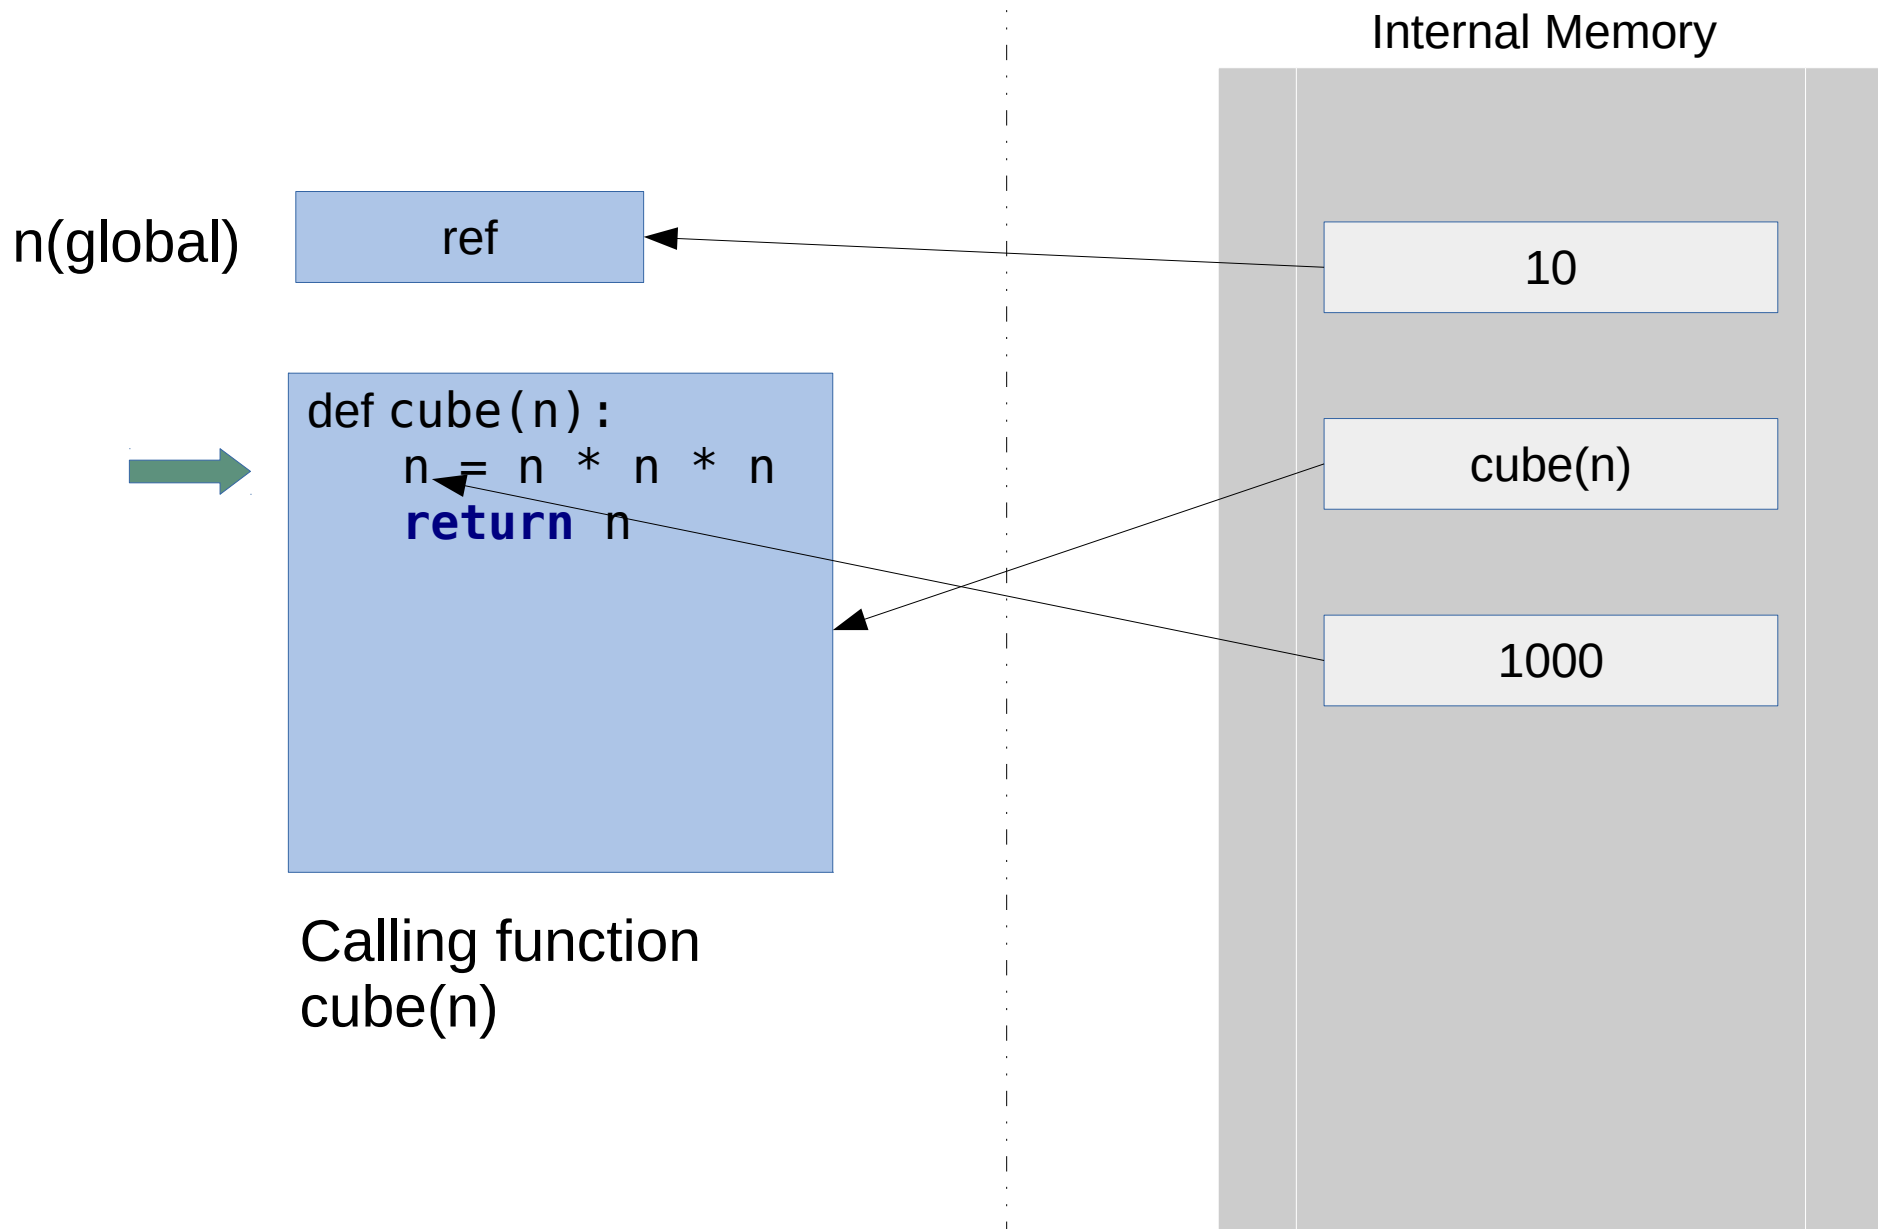 Internal Memory
n(global)
ref
10
def cube(n):
n = n * n * n
return n
cube(n)
1000
Calling function
cube(n)